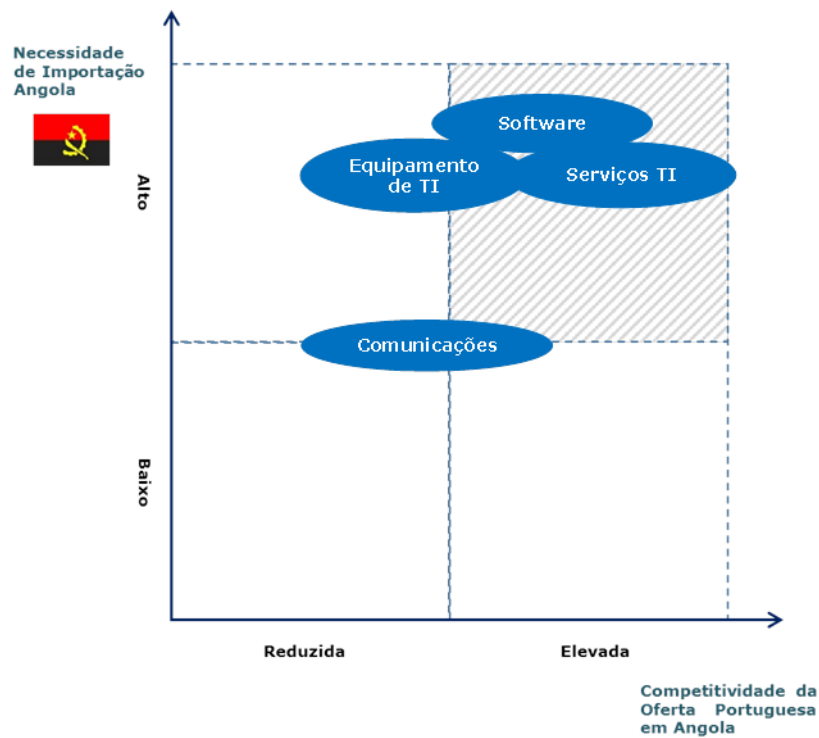 Necessidade
de Importação
Angola
Software
Equipamento
de TI
Serviços TI
Alto
Comunicações
Baixo
Reduzida
Elevada
Competitividade da
Oferta Portuguesa
em Angola